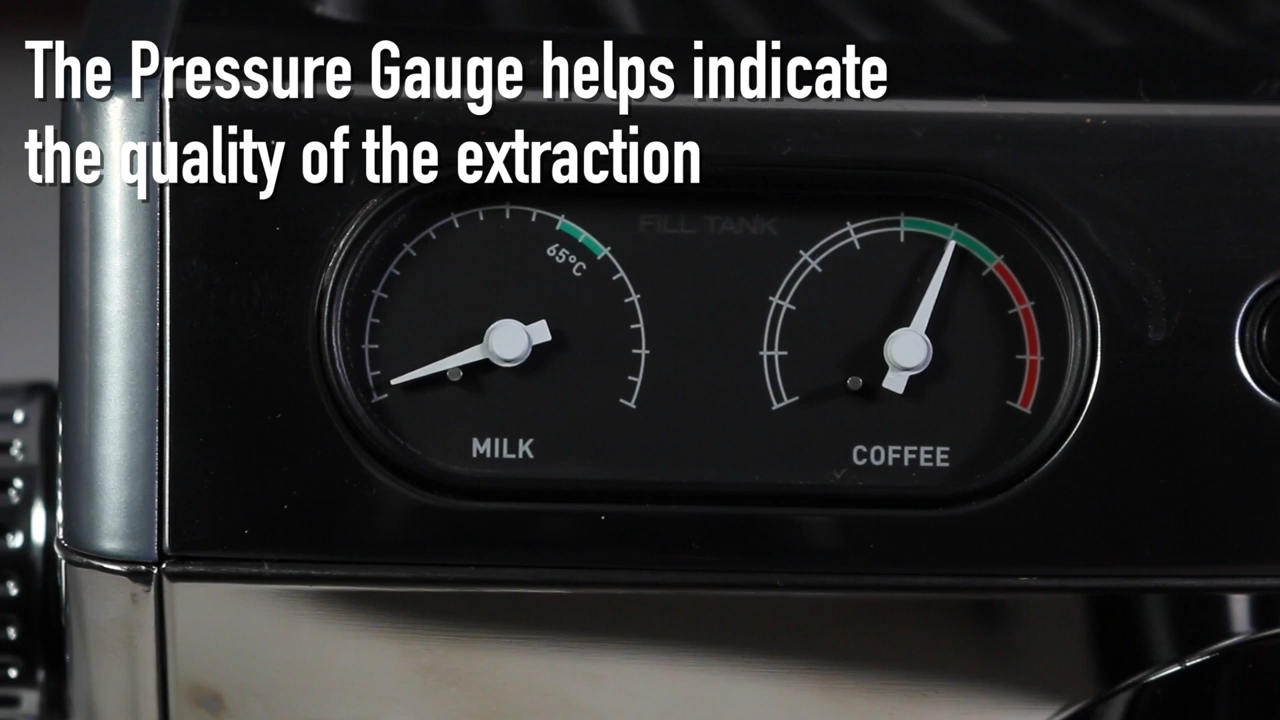 The Pressure Gauge helps indicate
the quality of the extraction
FILL TANK
65°C
MILK
COFFEE